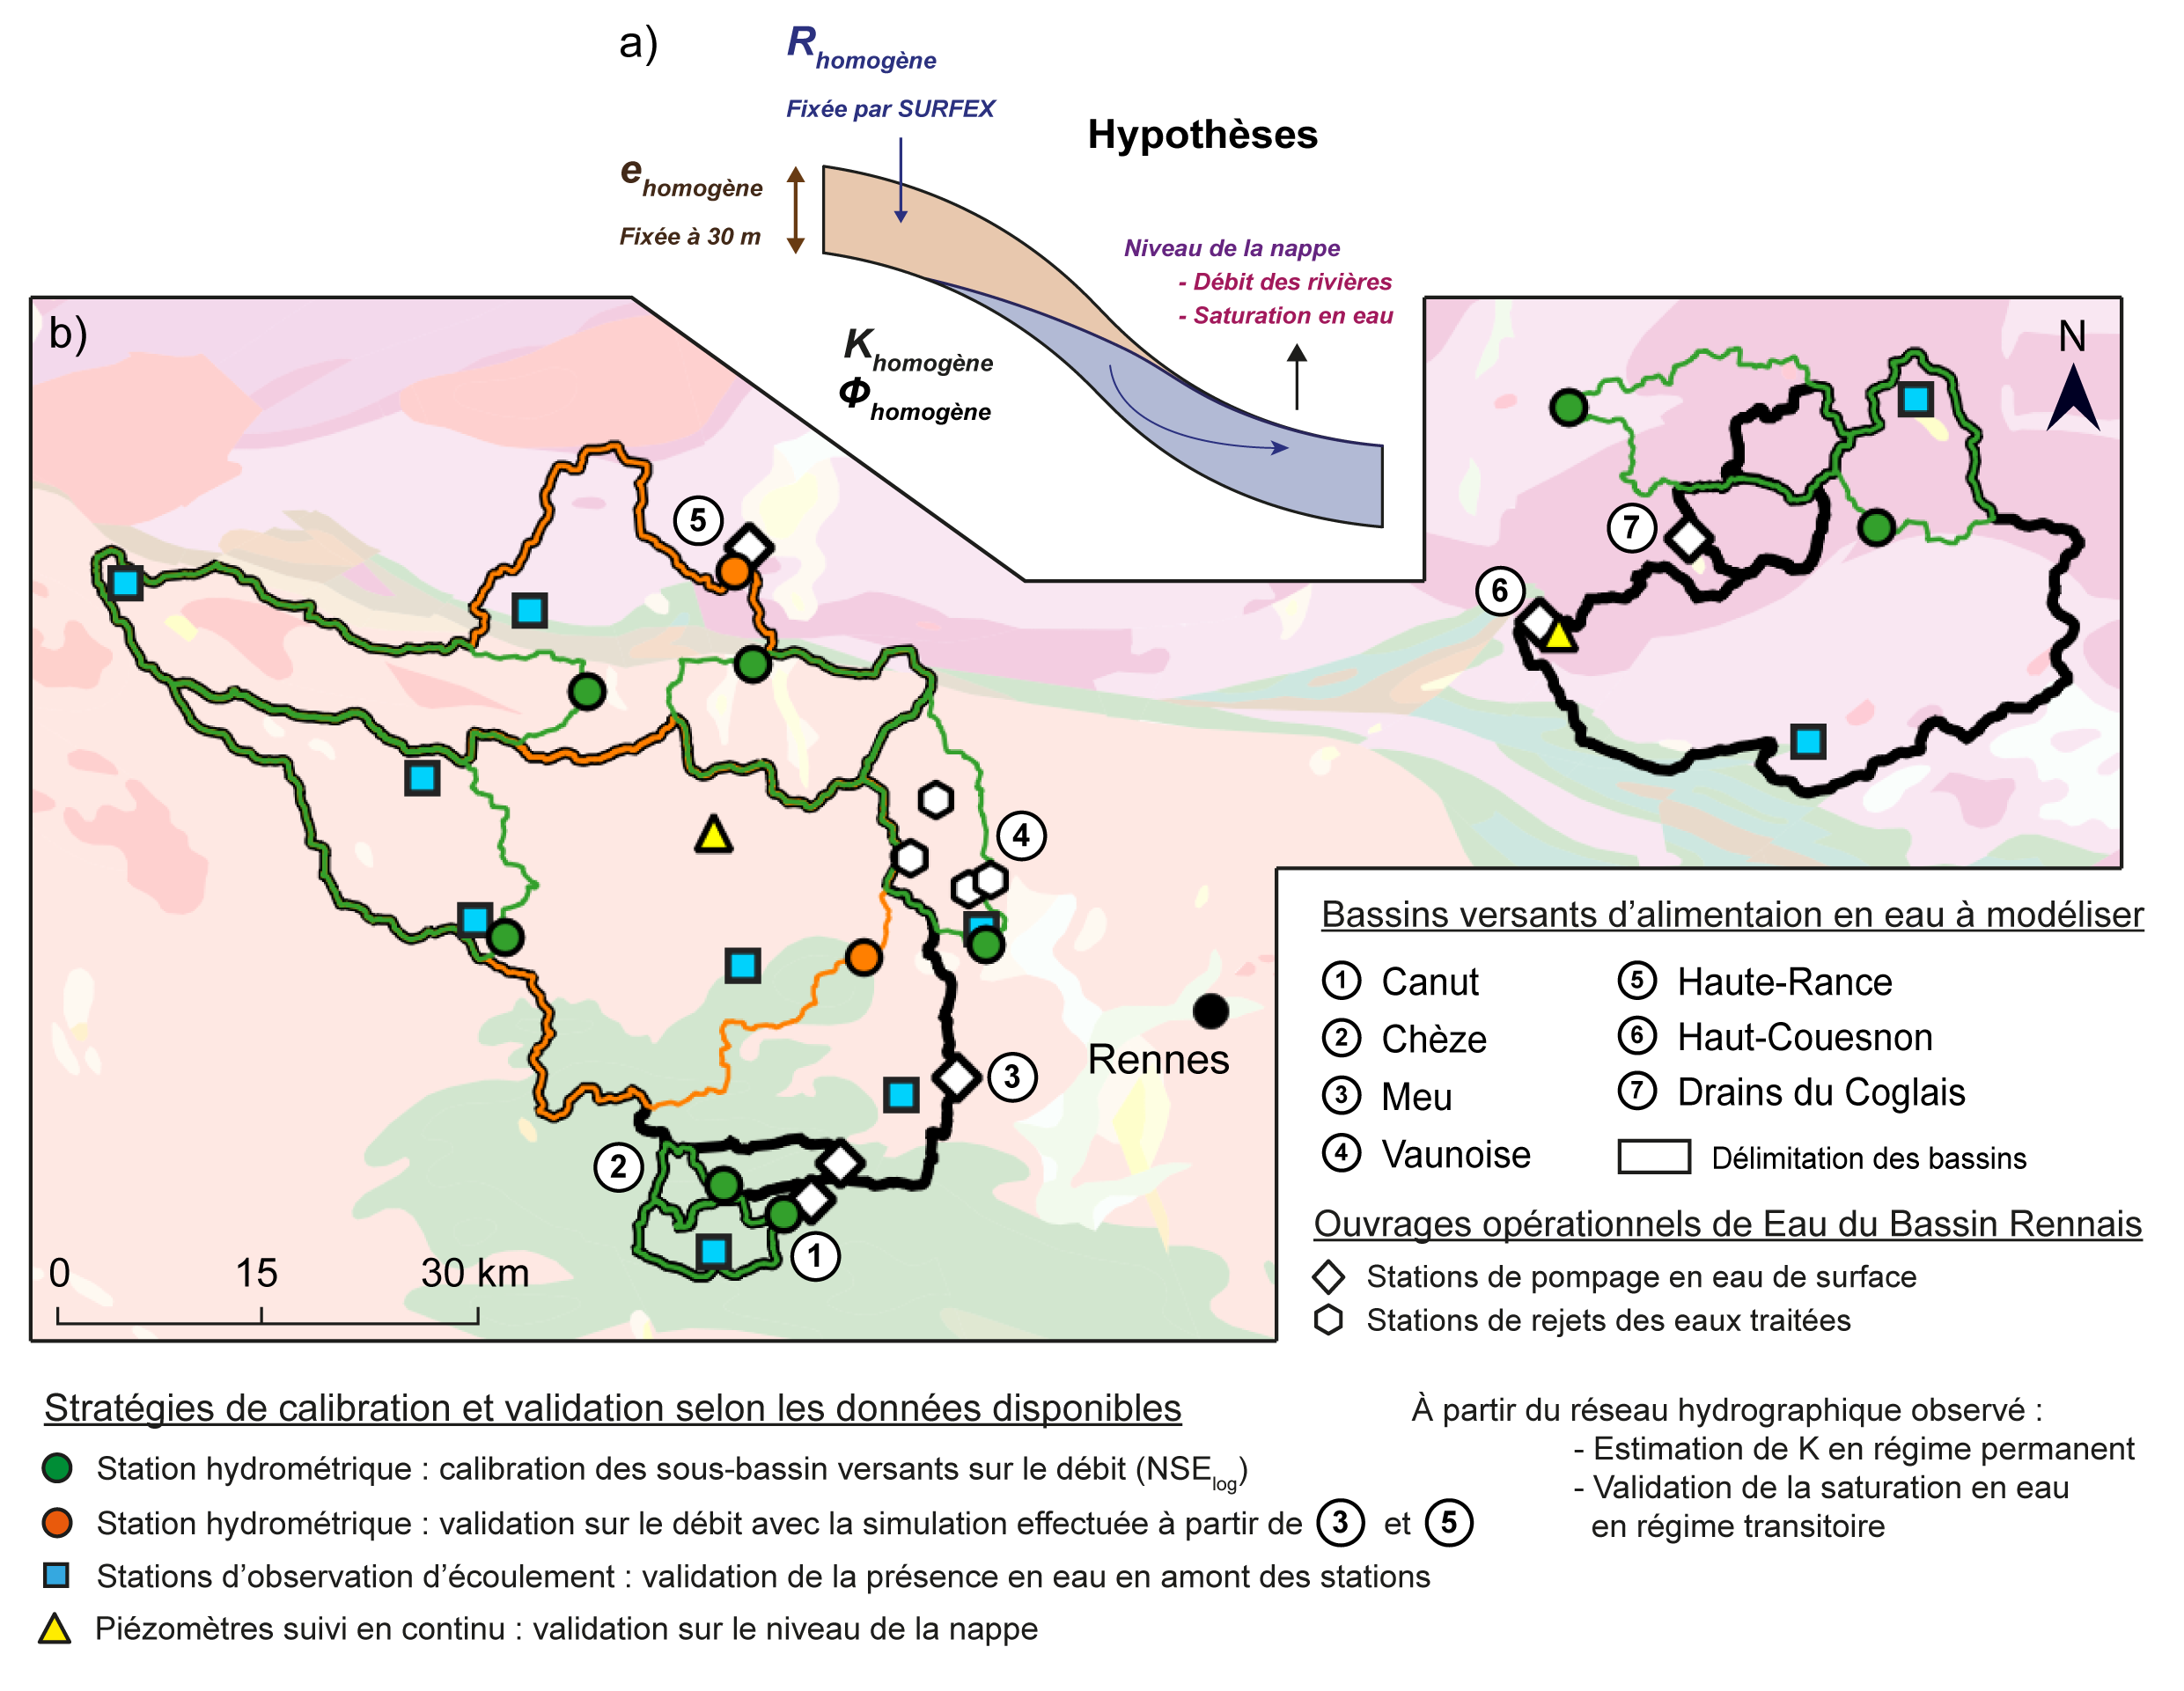 a)
R homogène
Fixée par SURFEX
Hypothèses
e homogène
Fixée à 30 m
Niveau de la nappe
- Débit des rivières
- Saturation en eau
K homogène
Φ homogène
b)
N
5
7
6
4
3
Rennes
2
1
0 15 30 km
Bassins versants d'alimentaion en eau à modéliser
1 Canut
2 Chèze
3 Meu
4 Vaunoise
5 Haute-Rance
6 Haut-Couesnon
7 Drains du Coglais
Délimitation des bassins
Ouvrages opérationnels de Eau du Bassin Rennais
Stations de pompage en eau de surface
Stations de rejets des eaux traitées
Stratégies de calibration et validation selon les données disponibles
Station hydrométrique : calibration des sous-bassin versants sur le débit (NSElog)
Station hydrométrique : validation sur le débit avec la simulation effectuée à partir de 3 et 5
Stations d'observation d'écoulement : validation de la présence en eau en amont des stations
Piézomètres suivi en continu : validation sur le niveau de la nappe
À partir du réseau hydrographique observé :
- Estimation de K en régime permanent
- Validation de la saturation en eau
en régime transitoire